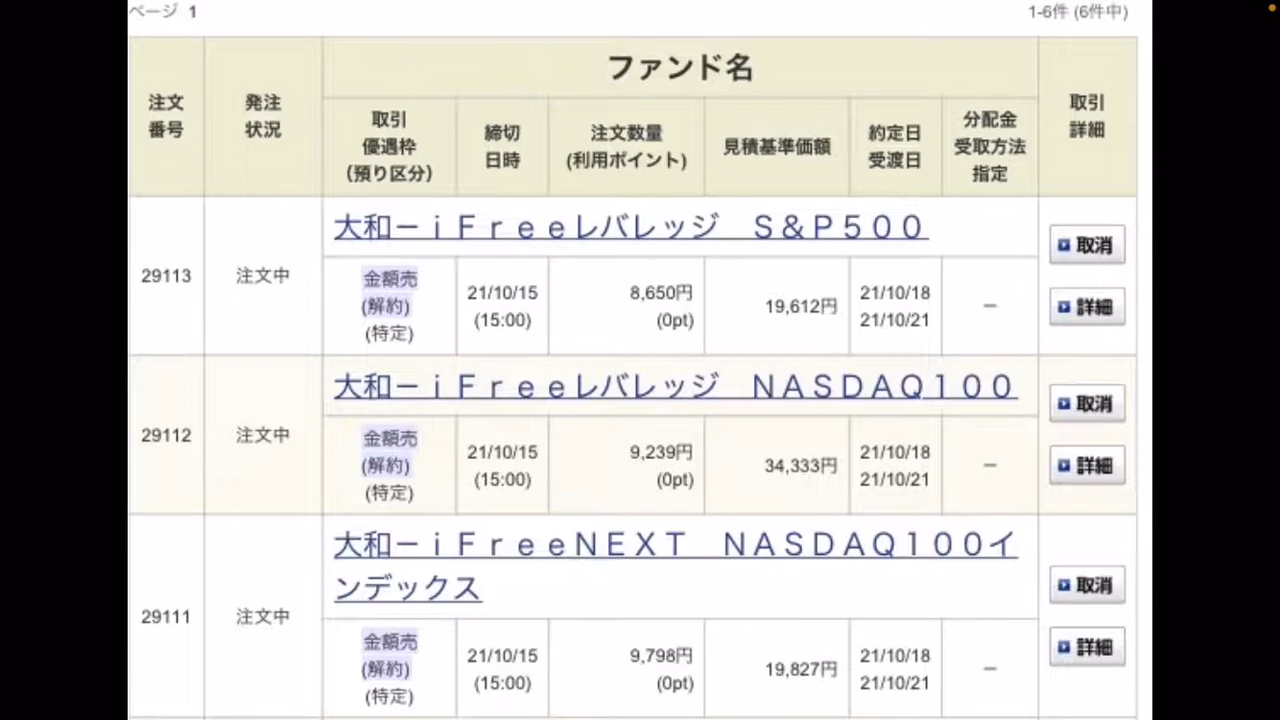 ページ 1
1-6件 (6件中)
注文
番号
発注
状況
ファンド名
取引
優遇枠
(預り区分)
締切
日時
注文数量
(利用ポイント)
見積基準価額
約定日
受渡日
分配金
受取方法
指定
取引
詳細
29113
注文中
大和−ｉＦｒｅｅレバレッジ　Ｓ＆Ｐ５００
金額売
(解約)
(特定)
21/10/15
(15:00)
8,650円
(0pt)
19,612円
21/10/18
21/10/21
−
取消
詳細
29112
注文中
大和−ｉＦｒｅｅレバレッジ　ＮＡＳＤＡＱ１００
金額売
(解約)
(特定)
21/10/15
(15:00)
9,239円
(0pt)
34,333円
21/10/18
21/10/21
−
取消
詳細
29111
注文中
大和−ｉＦｒｅｅＮＥＸＴ　ＮＡＳＤＡＱ１００イ
ンデックス
金額売
(解約)
(特定)
21/10/15
(15:00)
9,798円
(0pt)
19,827円
21/10/18
21/10/21
−
取消
詳細